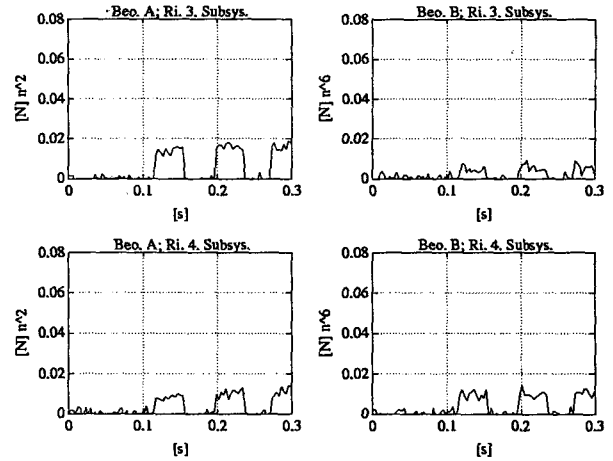 Beo. A; Ri. 3. Subsys.
0.08
0.06
0.04
0.02
0
[N] n^2
0 0.1 0.2 0.3
[s]
Beo. B; Ri. 3. Subsys.
0.08
0.06
0.04
0.02
0
[N] n^6
0 0.1 0.2 0.3
[s]
Beo. A; Ri. 4. Subsys.
0.08
0.06
0.04
0.02
0
[N] n^2
0 0.1 0.2 0.3
[s]
Beo. B; Ri. 4. Subsys.
0.08
0.06
0.04
0.02
0
[N] n^6
0 0.1 0.2 0.3
[s]